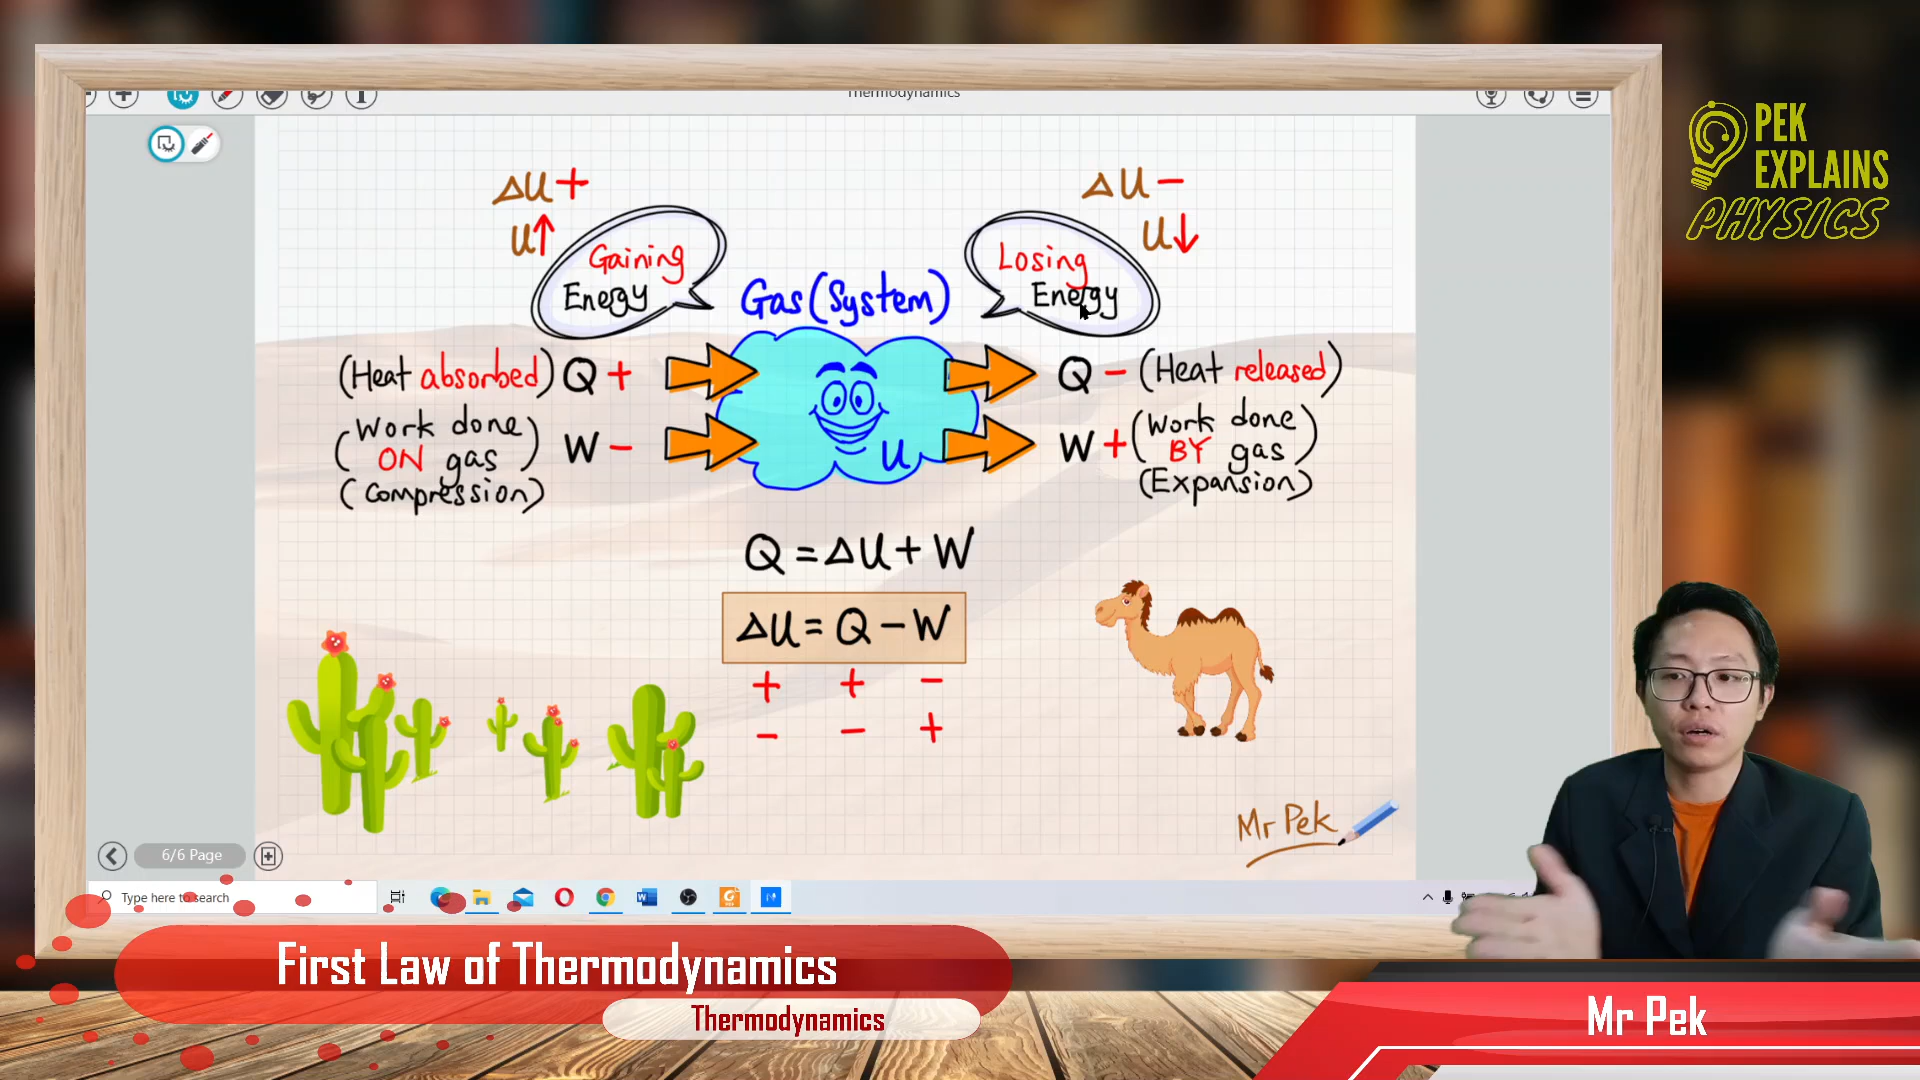 Thermodynamics
PEK
EXPLAINS
PHYSICS
ΔU+
U↑
Gaining
Energy
ΔU−
U↓
Losing
Energy
Gas (System)
(Heat absorbed) Q +
(Work done
ON gas)
(Compression)
W −
U
Q − (Heat released)
W + (Work done
BY gas)
(Expansion)
Q = ΔU + W
ΔU = Q − W
+ + −
− − +
Mr Pek
6/6 Page
Type here to search
First Law of Thermodynamics
Thermodynamics
Mr Pek